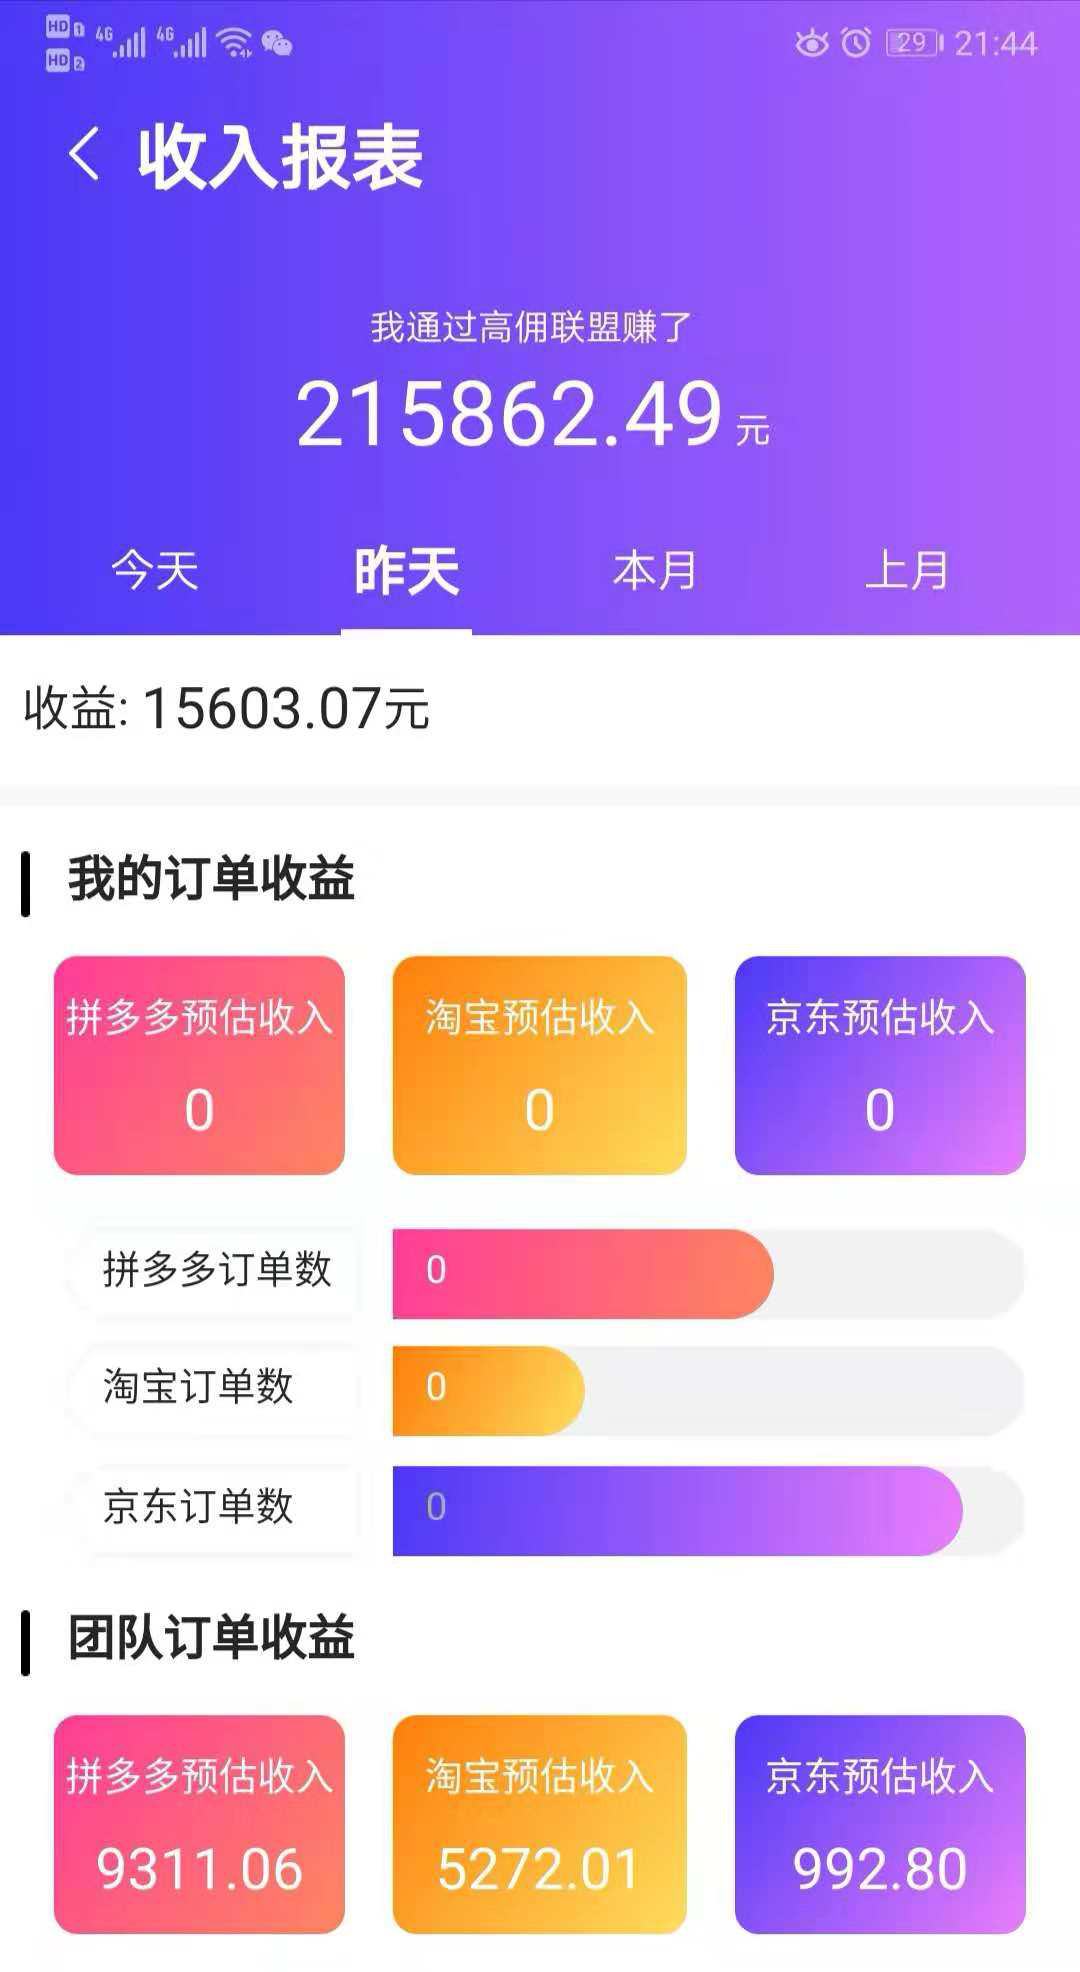 HD 1 4G 4G 29 21:44
HD 2
收入报表
我通过高佣联盟赚了
215862.49 元
今天 昨天 本月 上月
收益: 15603.07元
我的订单收益
拼多多预估收入 淘宝预估收入 京东预估收入
0 0 0
拼多多订单数 0
淘宝订单数 0
京东订单数 0
团队订单收益
拼多多预估收入 淘宝预估收入 京东预估收入
9311.06 5272.01 992.80